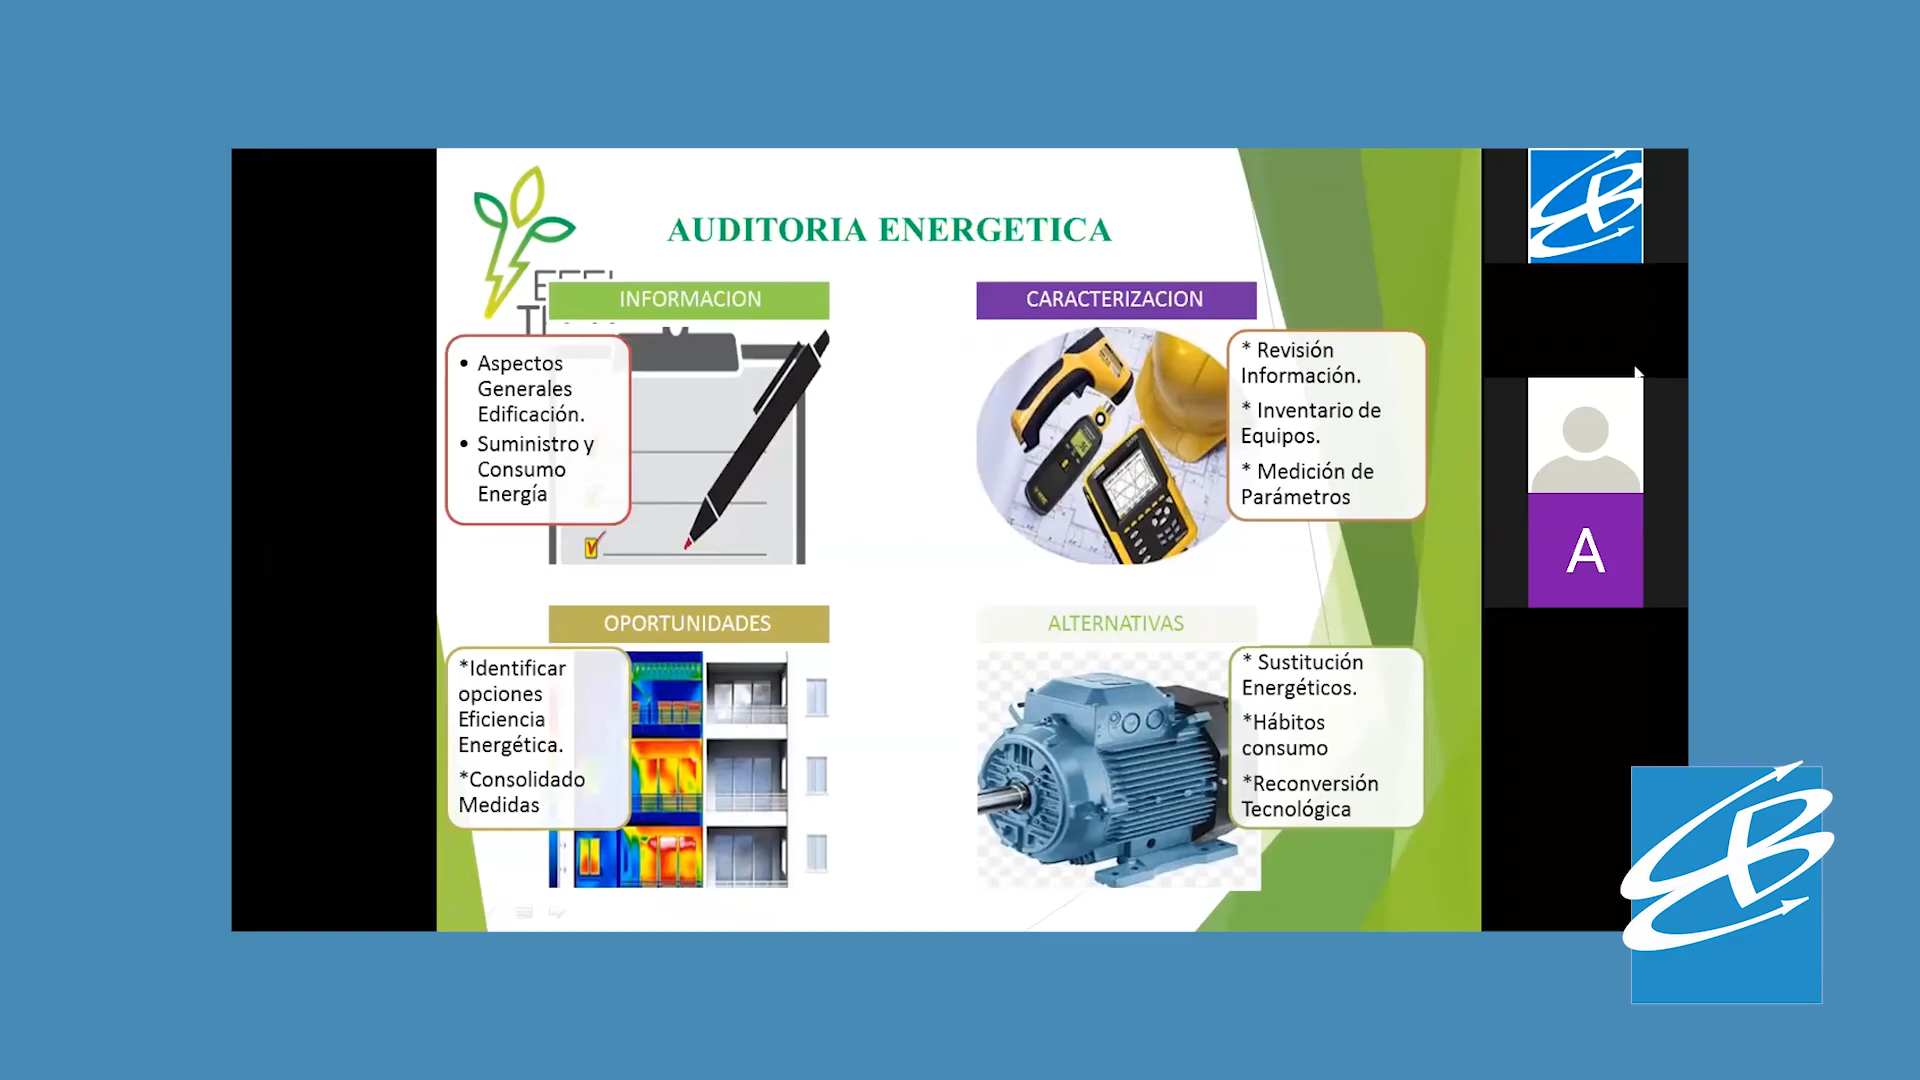 AUDITORIA ENERGETICA
INFORMACION
• Aspectos
Generales
Edificación.
• Suministro y
Consumo
Energía
CARACTERIZACION
* Revisión
Información.
* Inventario de
Equipos.
* Medición de
Parámetros
OPORTUNIDADES
*Identificar
opciones
Eficiencia
Energética.
*Consolidado
Medidas
ALTERNATIVAS
* Sustitución
Energéticos.
*Hábitos
consumo
*Reconversión
Tecnológica
A